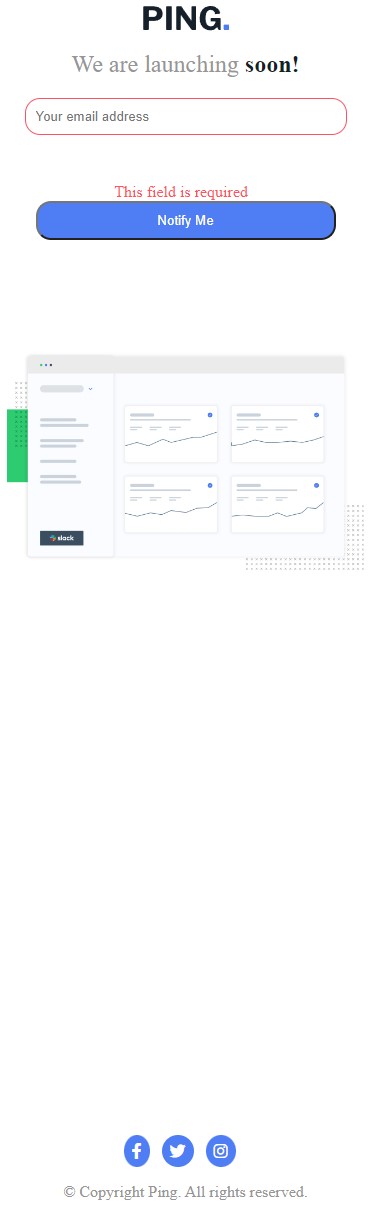 PING.
We are launching soon!
Your email address
This field is required
Notify Me
slack
© Copyright Ping. All rights reserved.